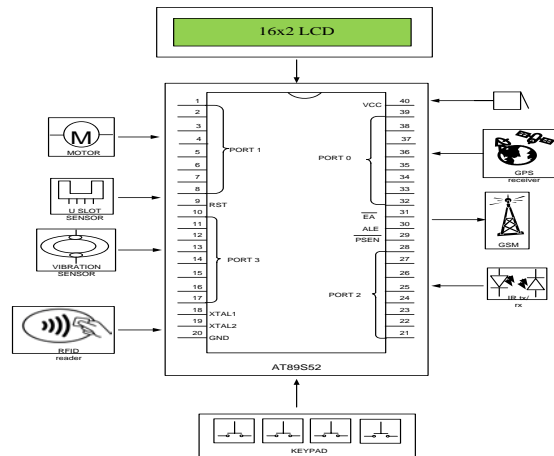 16x2 LCD
1
2
3
4
5
6
7
8
9
10
11
12
13
14
15
16
17
18
19
20
PORT 1
RST
PORT 3
XTAL1
XTAL2
GND
VCC
PORT 0
EA
ALE
PSEN
PORT 2
40
39
38
37
36
35
34
33
32
31
30
29
28
27
26
25
24
23
22
21
AT89S52
M
MOTOR
U SLOT
SENSOR
VIBRATION
SENSOR
RFID
reader
GPS
receiver
GSM
IR tx/
rx
KEYPAD